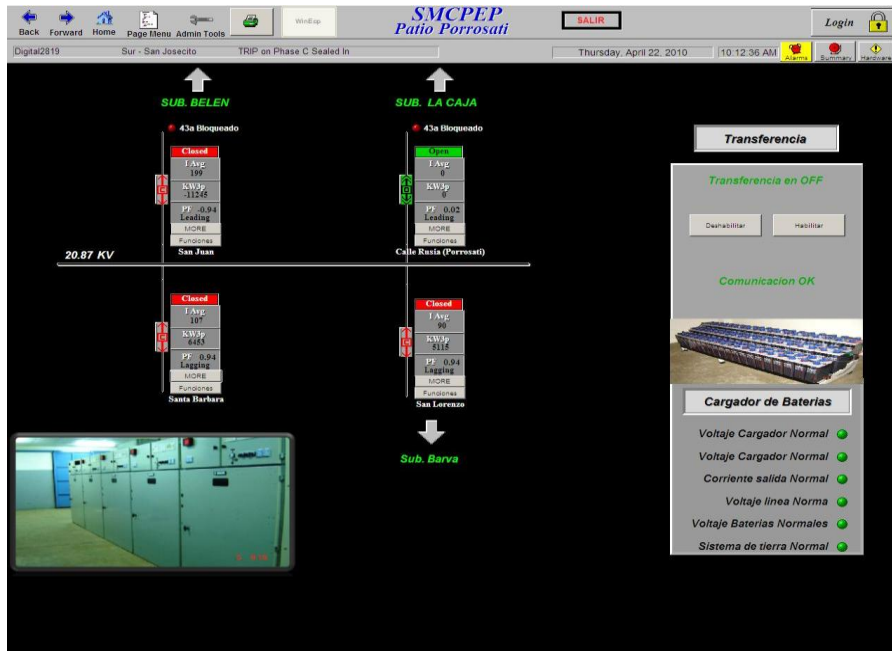 Back Forward Home Page Menu Admin Tools WinEsp SMCPEP SALIR Login
Patio Porrosati
Digital2819 Sur - San Josecito TRIP on Phase C Sealed In Thursday, April 22, 2010 10:12:36 AM Alarms Summary Hardware
SUB. BELEN
43a Bloqueado
Closed
I Avg
199
KW3p
-11245
PF -0.94
Leading
MORE
Funciones
San Juan
SUB. LA CAJA
43a Bloqueado
Open
I Avg
0
KW3p
0
PF 0.02
Leading
MORE
Funciones
Calle Rusia (Porrosati)
20.87 KV
Closed
I Avg
107
KW3p
6453
PF 0.94
Lagging
MORE
Funciones
Santa Barbara
Closed
I Avg
90
KW3p
5115
PF 0.94
Lagging
MORE
Funciones
San Lorenzo
Sub. Barva
Transferencia
Transferencia en OFF
Deshabilitar Habilitar
Comunicacion OK
Cargador de Baterias
Voltaje Cargador Normal
Voltaje Cargador Normal
Corriente salida Normal
Voltaje linea Norma
Voltaje Baterias Normales
Sistema de tierra Normal